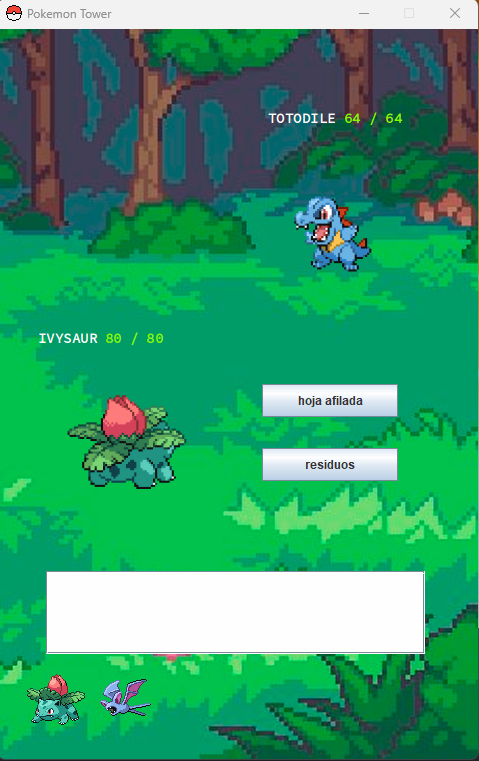 Pokemon Tower
TOTODILE 64 / 64
IVYSAUR 80 / 80
hoja afilada
residuos